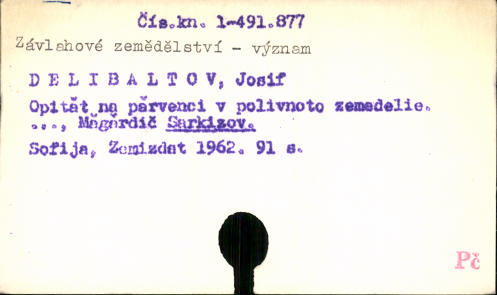 Čís.kn. 1-491.877
Závlahové zemědělství - význam
DELIBALTOV, Josif
Opităt na părvenci v polivnoto zemedelie.
..., Măgărdič Sarkizov.
Sofija, Zemizdat 1962. 91 s.
Pč